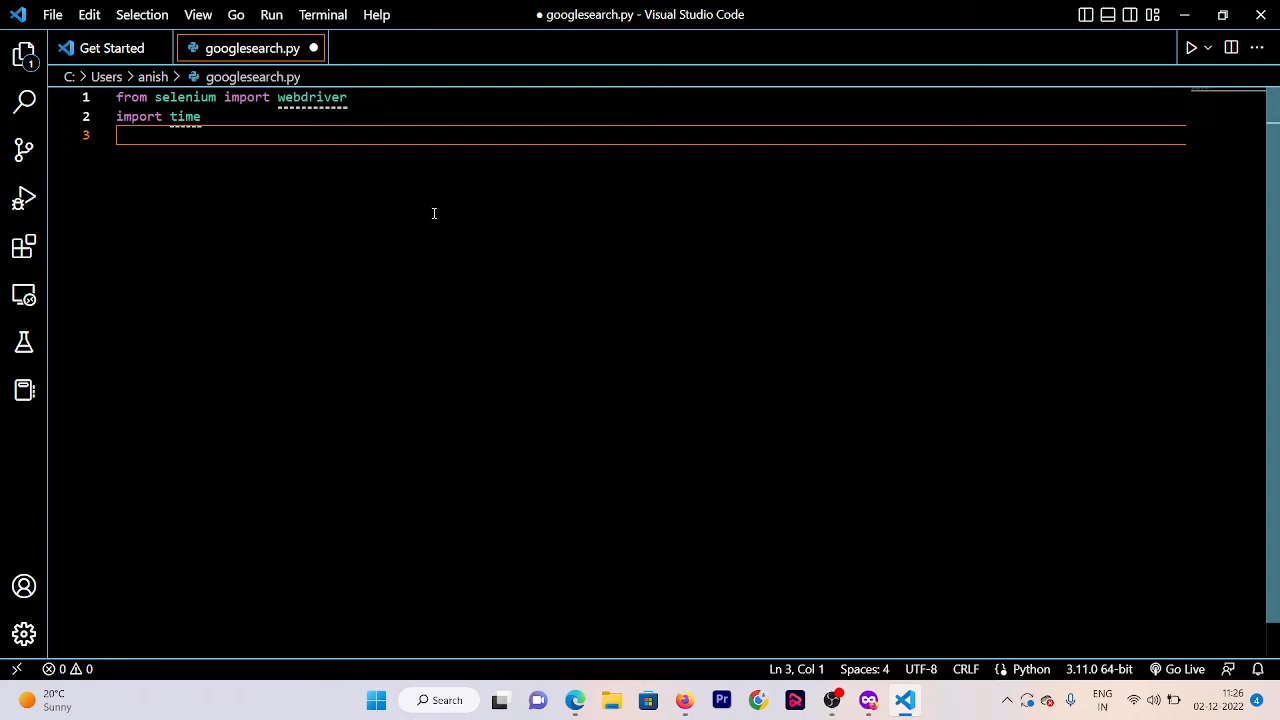 File Edit Selection View Go Run Terminal Help
● googlesearch.py - Visual Studio Code
Get Started
googlesearch.py
C: > Users > anish > googlesearch.py
1 from selenium import webdriver
2 import time
3
1
0 0
Ln 3, Col 1 Spaces: 4 UTF-8 CRLF Python 3.11.0 64-bit Go Live
20°C
Sunny
Search
Pr
ENG
IN
11:26
02-12-2022
4